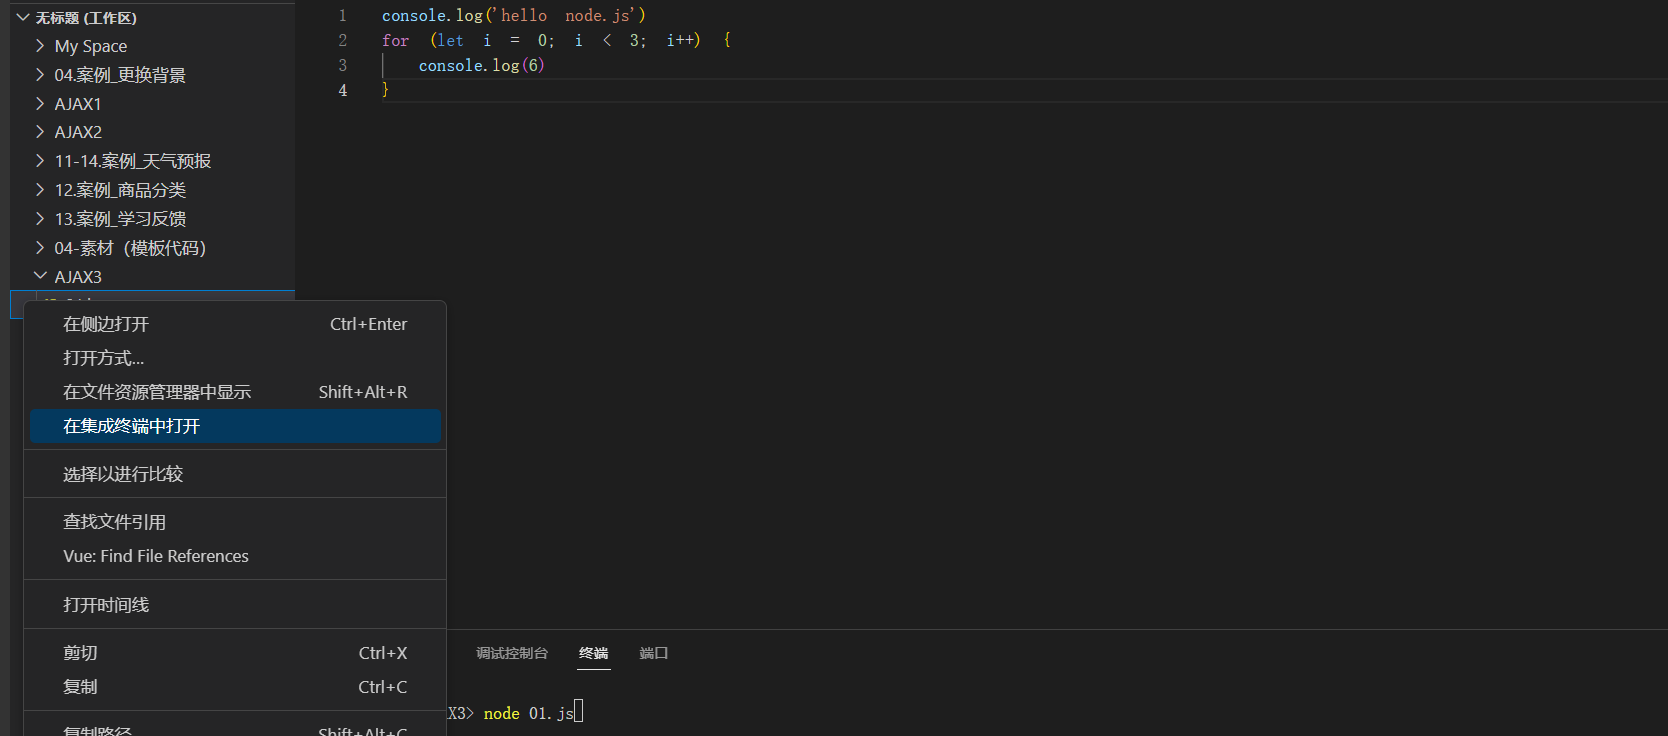 无标题 (工作区)
My Space
04.案例_更换背景
AJAX1
AJAX2
11-14.案例_天气预报
12.案例_商品分类
13.案例_学习反馈
04-素材（模板代码）
AJAX3
在侧边打开 Ctrl+Enter
打开方式...
在文件资源管理器中显示 Shift+Alt+R
在集成终端中打开
选择以进行比较
查找文件引用
Vue: Find File References
打开时间线
剪切 Ctrl+X
复制 Ctrl+C
复制路径 Shift+Alt+C
1 console.log('hello node.js')
2 for (let i = 0; i < 3; i++) {
3 console.log(6)
4 }
调试控制台 终端 端口
X3> node 01.js